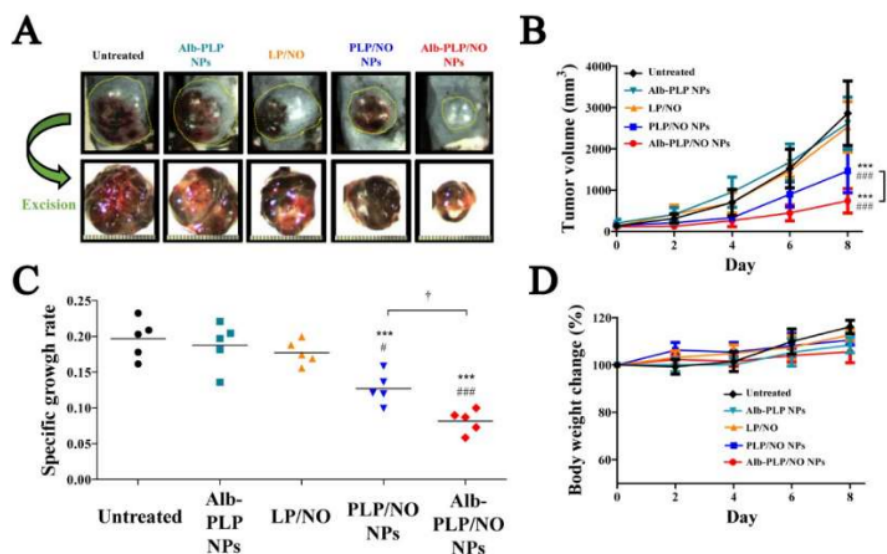 A
Untreated
Alb-PLP
NPs
LP/NO
PLP/NO
NPs
Alb-PLP/NO
NPs
Excision
B
Tumor volume (mm³)
4000
3000
2000
1000
0
Untreated
Alb-PLP NPs
LP/NO
PLP/NO NPs
Alb-PLP/NO NPs
***
###
***
###
0 2 4 6 8
Day
C
Specific growgh rate
0.25
0.20
0.15
0.10
0.05
0.00
†
***
#
***
###
Untreated
Alb-
PLP
NPs
LP/NO
PLP/NO
NPs
Alb-
PLP/NO
NPs
D
Body weight change (%)
120
100
80
60
Untreated
Alb-PLP NPs
LP/NO
PLP/NO NPs
Alb-PLP/NO NPs
0 2 4 6 8
Day